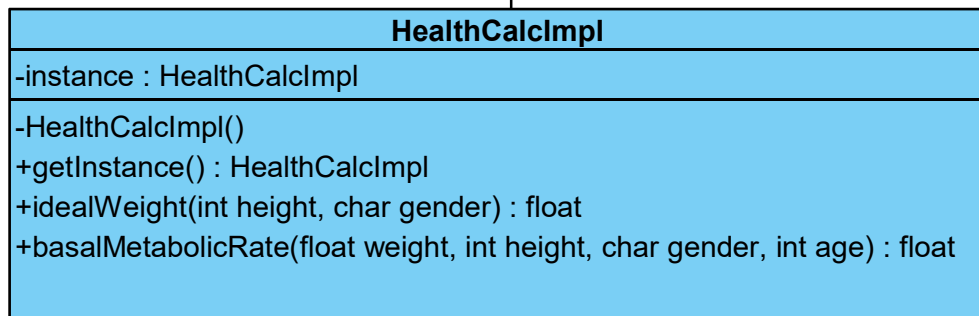 HealthCalcImpl
-instance : HealthCalcImpl
-HealthCalcImpl()
+getInstance() : HealthCalcImpl
+idealWeight(int height, char gender) : float
+basalMetabolicRate(float weight, int height, char gender, int age) : float